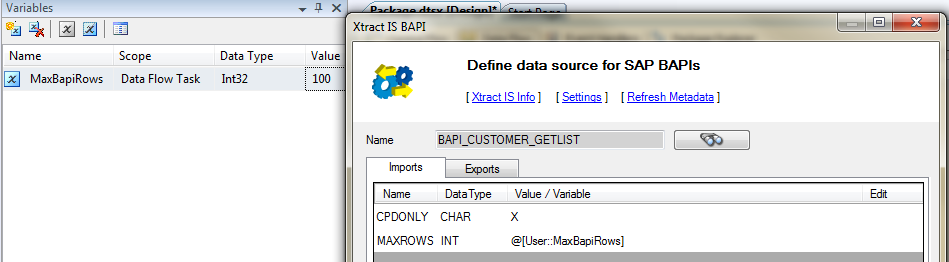 Variables
Name Scope Data Type Value
MaxBapiRows Data Flow Task Int32 100
Package.dtsx [Design]* Start Page
Xtract IS BAPI
Define data source for SAP BAPIs
[ Xtract IS Info ] [ Settings ] [ Refresh Metadata ]
Name BAPI_CUSTOMER_GETLIST
Imports Exports
Name DataType Value / Variable Edit
CPDONLY CHAR X
MAXROWS INT @[User::MaxBapiRows]